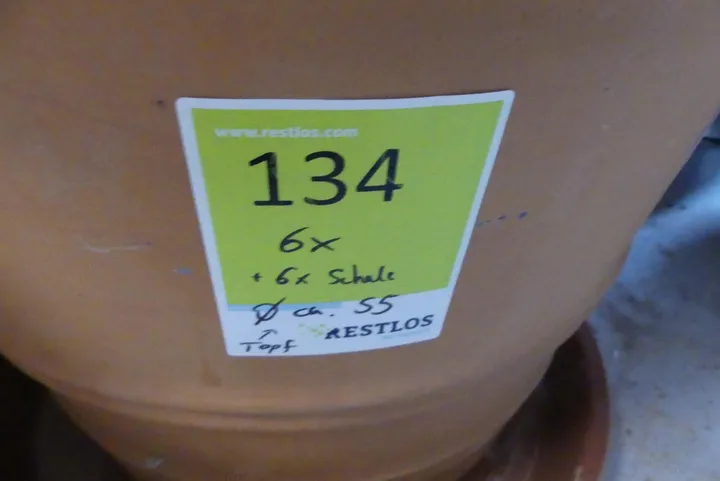 www.restlos.com
134
6x
+ 6x Schale
Ø ca. 55
↑
Topf
RESTLOS